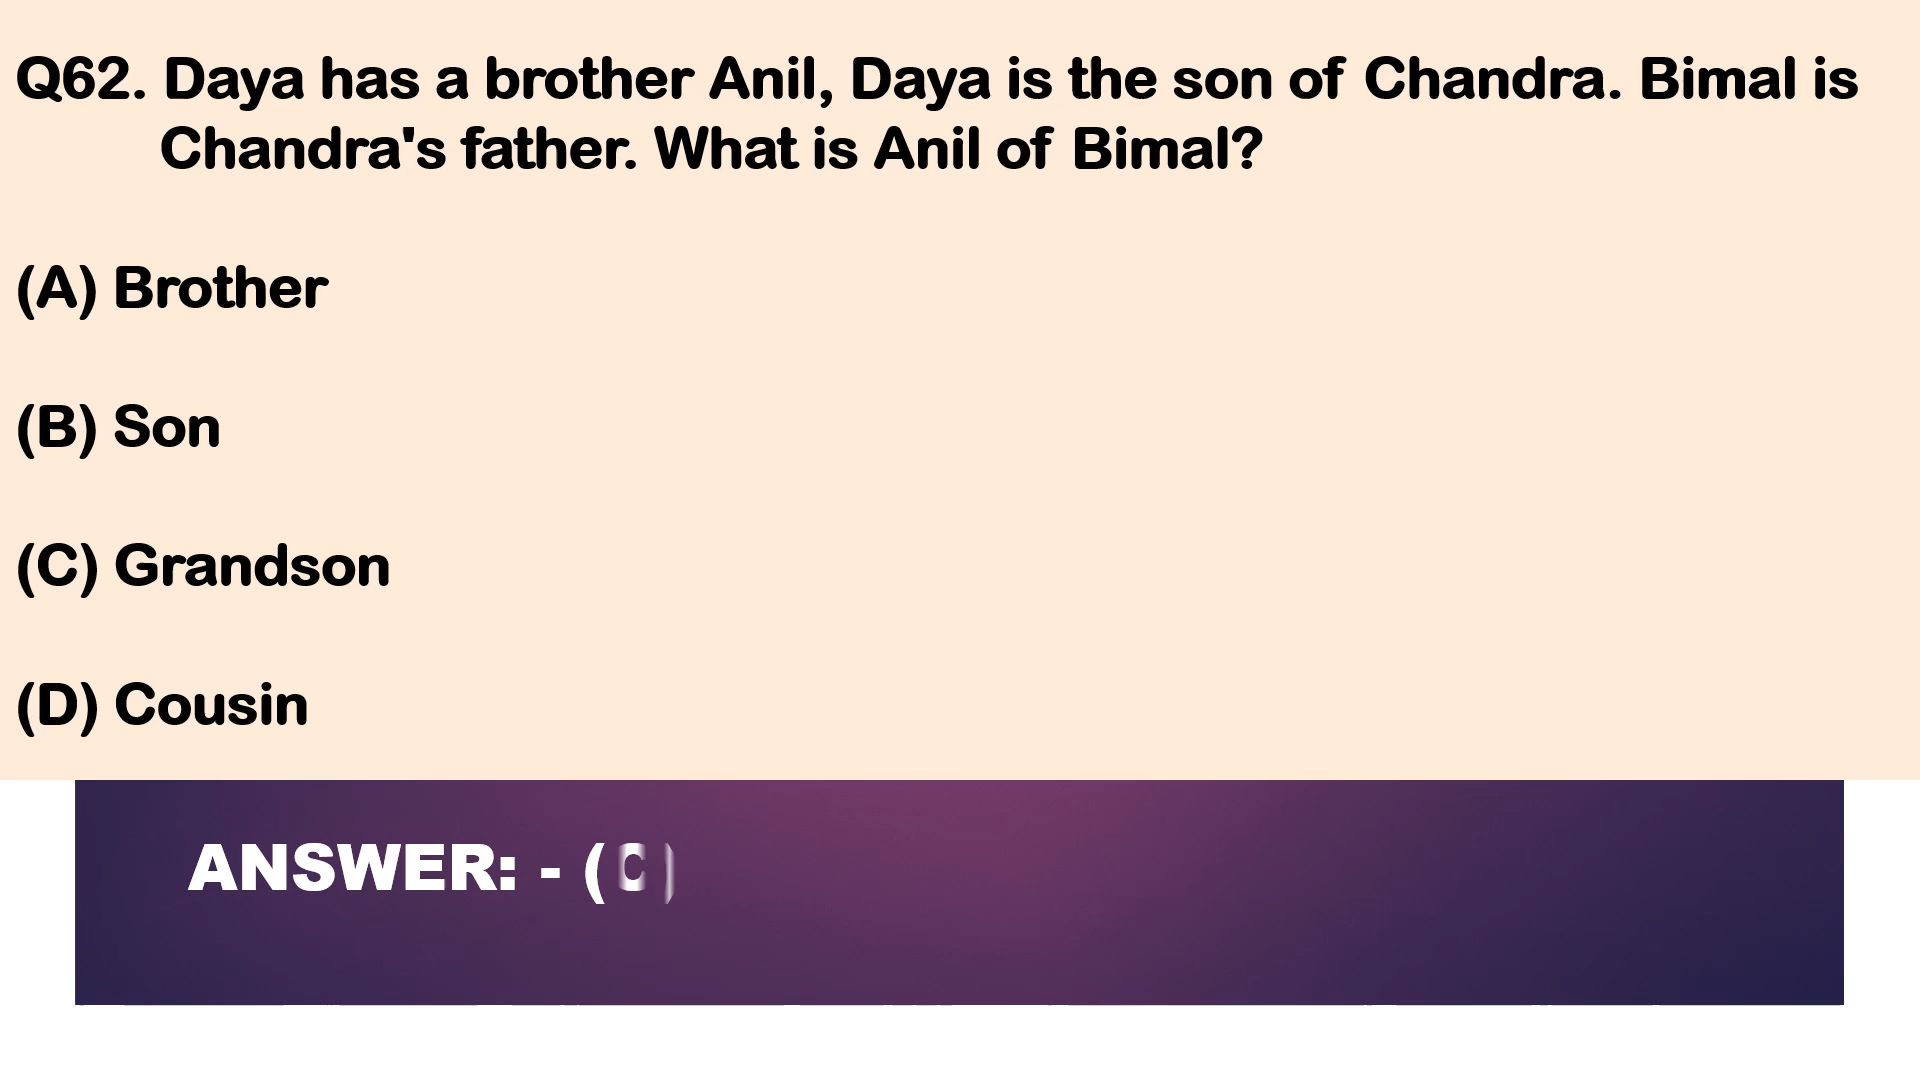 Q62. Daya has a brother Anil, Daya is the son of Chandra. Bimal is
Chandra's father. What is Anil of Bimal?
(A) Brother
(B) Son
(C) Grandson
(D) Cousin
ANSWER: - (C)